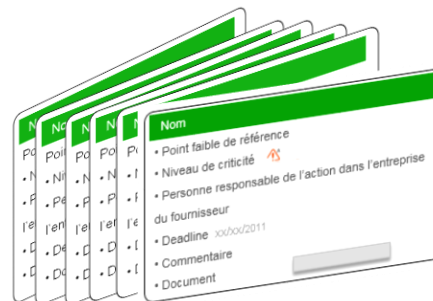 Nom
• Point faible de référence
• Niveau de criticité
• Personne responsable de l'action dans l'entreprise
du fournisseur
• Deadline xx/xx/2011
• Commentaire
• Document